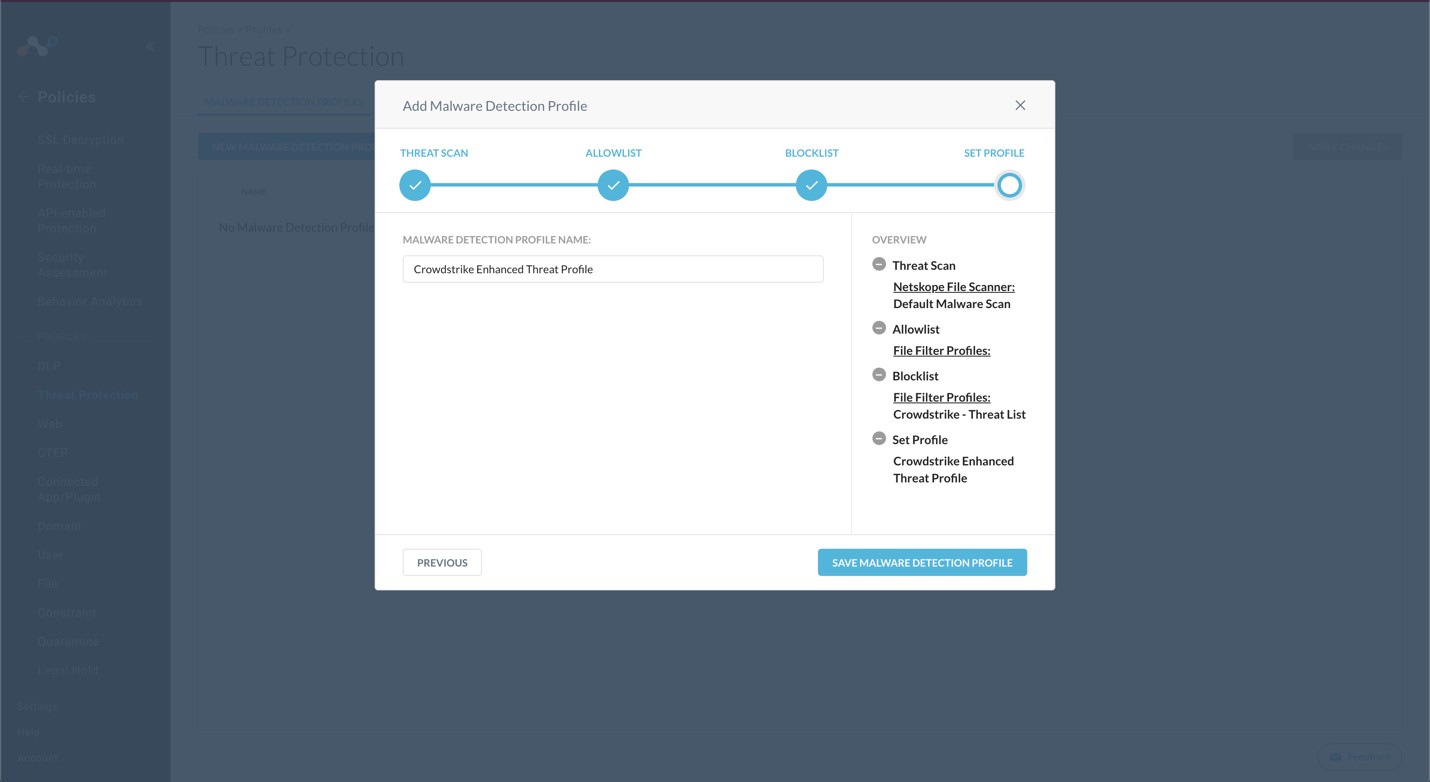 Policies > Profiles >
Threat Protection
Policies
MALWARE DETECTION PROFILES
SSL Decryption
NEW MALWARE DETECTION PRO
APPLY CHANGES
Real-time
Protection
NAME
API-enabled
Protection
No Malware Detection Profile
Security
Assessment
Behavior Analytics
PROFILES
DLP
Threat Protection
Web
CTEP
Connected
App/Plugin
Domain
User
File
Constraint
Quarantine
Legal Hold
Settings
Help
Account
Feedback
Add Malware Detection Profile
THREAT SCAN
ALLOWLIST
BLOCKLIST
SET PROFILE
MALWARE DETECTION PROFILE NAME:
Crowdstrike Enhanced Threat Profile
OVERVIEW
Threat Scan
Netskope File Scanner:
Default Malware Scan
Allowlist
File Filter Profiles:
Blocklist
File Filter Profiles:
Crowdstrike - Threat List
Set Profile
Crowdstrike Enhanced
Threat Profile
PREVIOUS
SAVE MALWARE DETECTION PROFILE